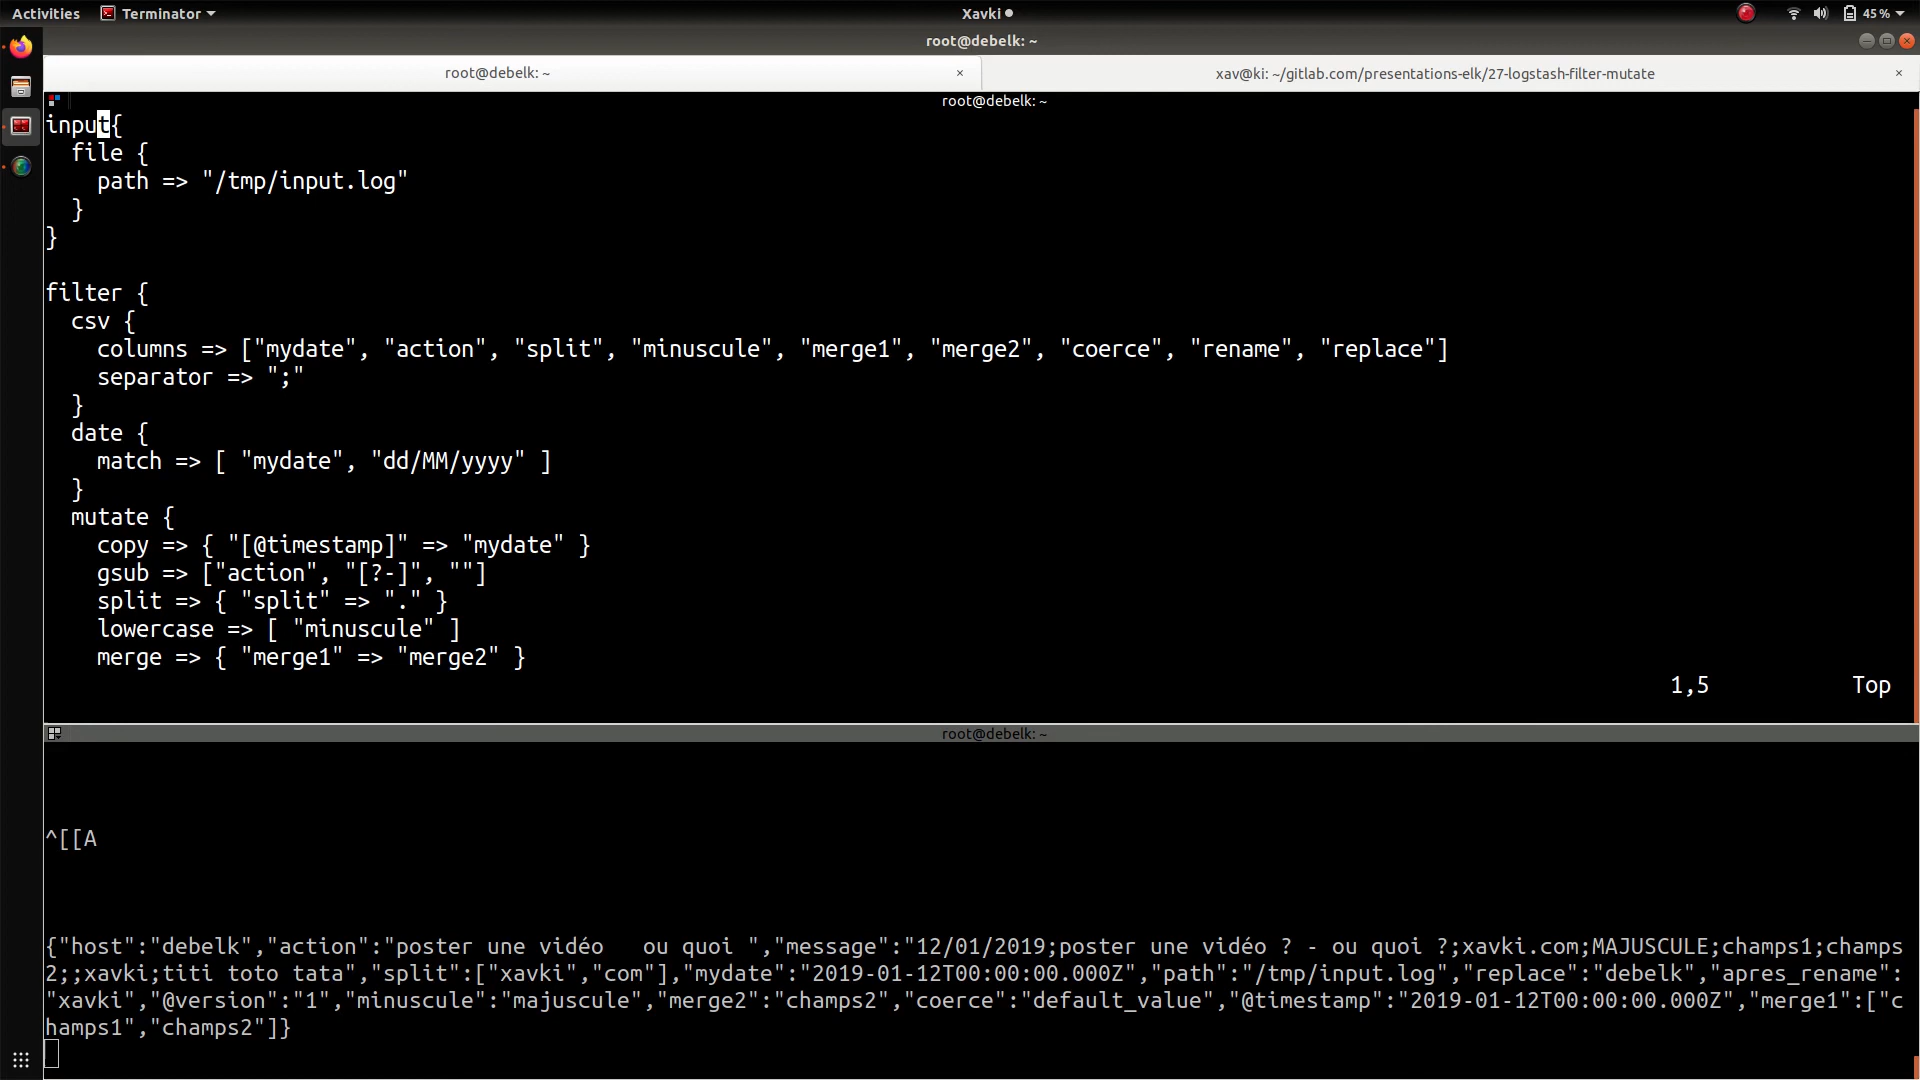 Activities
Terminator
Xavki
45 %
root@debelk: ~
root@debelk: ~ ×
xav@ki: ~/gitlab.com/presentations-elk/27-logstash-filter-mutate ×
root@debelk: ~
input{
  file {
    path => "/tmp/input.log"
  }
}
filter {
  csv {
    columns => ["mydate", "action", "split", "minuscule", "merge1", "merge2", "coerce", "rename", "replace"]
    separator => ";"
  }
  date {
    match => [ "mydate", "dd/MM/yyyy" ]
  }
  mutate {
    copy => { "[@timestamp]" => "mydate" }
    gsub => ["action", "[?-]", ""]
    split => { "split" => "." }
    lowercase => [ "minuscule" ]
    merge => { "merge1" => "merge2" }
1,5 Top
root@debelk: ~
^[[A
{"host":"debelk","action":"poster une vidéo   ou quoi ","message":"12/01/2019;poster une vidéo ? - ou quoi ?;xavki.com;MAJUSCULE;champs1;champs
2;;xavki;titi toto tata","split":["xavki","com"],"mydate":"2019-01-12T00:00:00.000Z","path":"/tmp/input.log","replace":"debelk","apres_rename":
"xavki","@version":"1","minuscule":"majuscule","merge2":"champs2","coerce":"default_value","@timestamp":"2019-01-12T00:00:00.000Z","merge1":["c
hamps1","champs2"]}